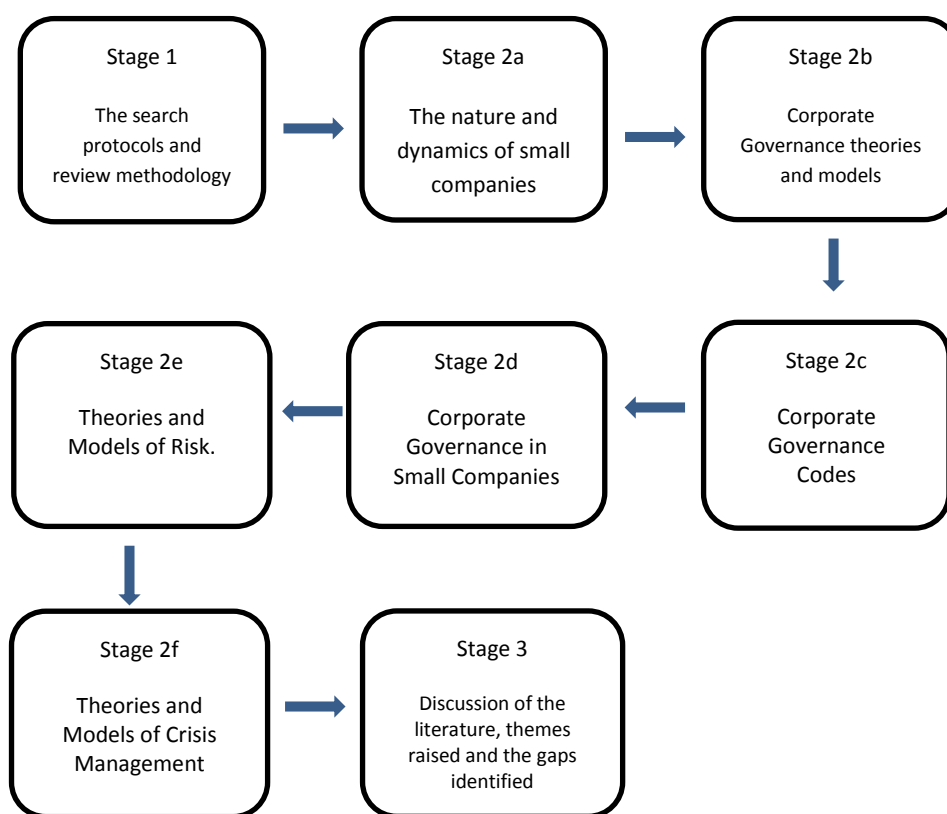 Stage 1
The search
protocols and
review methodology
Stage 2a
The nature and
dynamics of small
companies
Stage 2b
Corporate
Governance theories
and models
Stage 2c
Corporate
Governance
Codes
Stage 2d
Corporate
Governance in
Small Companies
Stage 2e
Theories and
Models of Risk.
Stage 2f
Theories and
Models of Crisis
Management
Stage 3
Discussion of the
literature, themes
raised and the gaps
identified